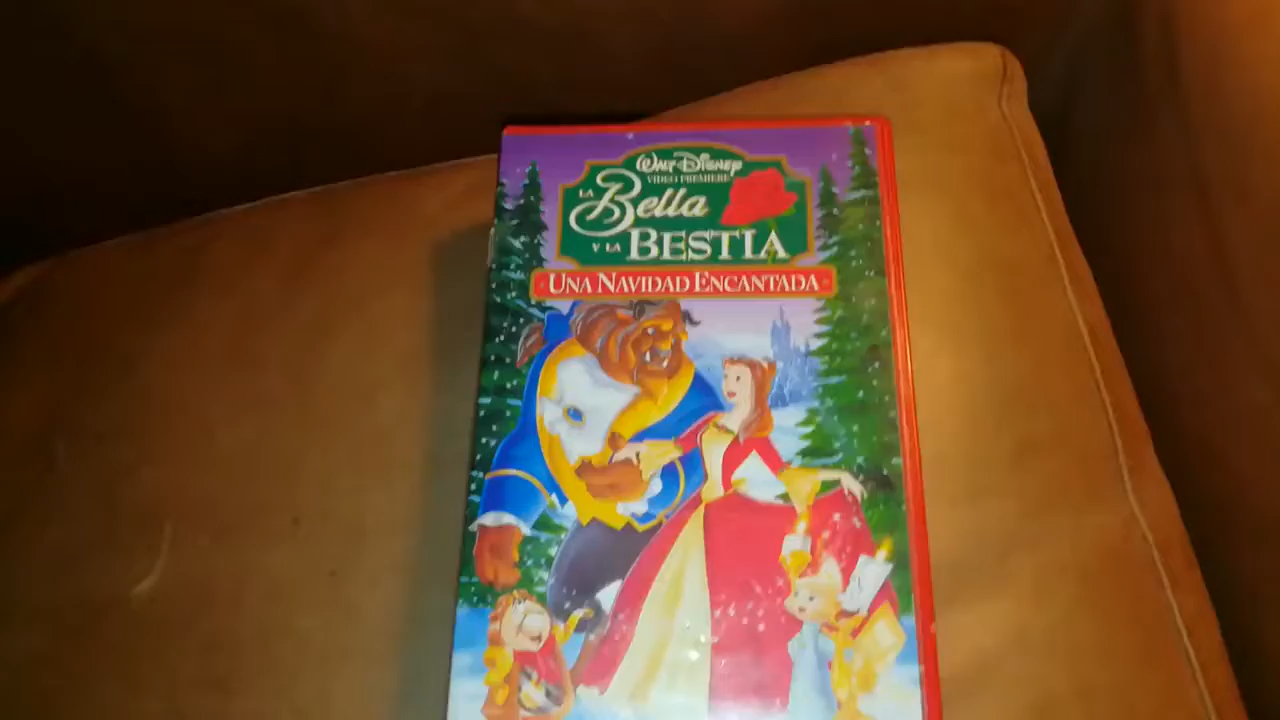 WALT DISNEY
VIDEO PREMIERE
LA Bella
Y LA BESTIA
UNA NAVIDAD ENCANTADA